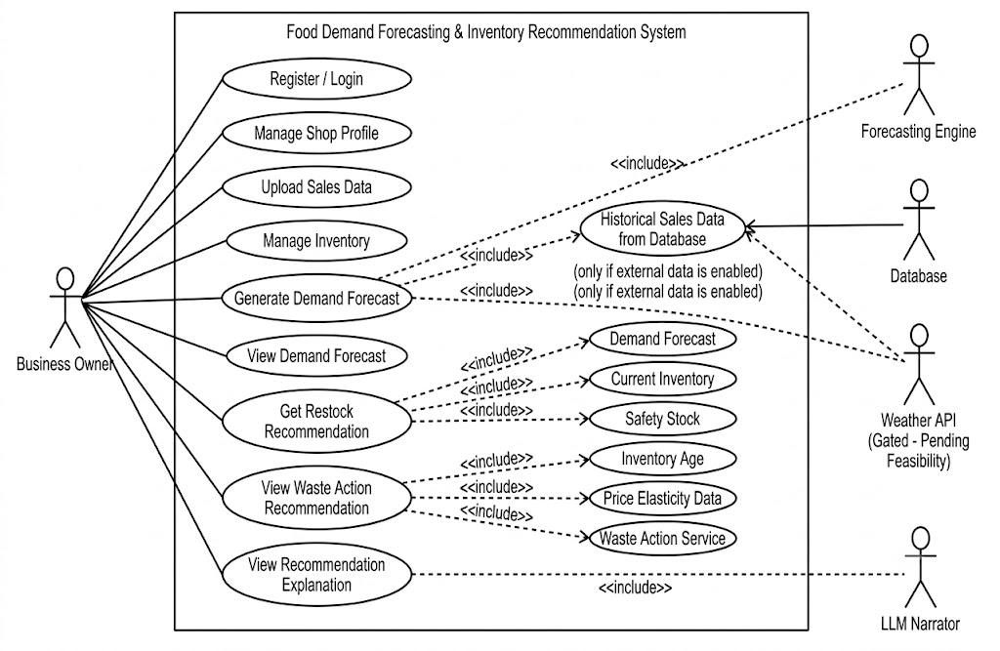 Food Demand Forecasting & Inventory Recommendation System
Register / Login
Manage Shop Profile
Upload Sales Data
Manage Inventory
Generate Demand Forecast
View Demand Forecast
Get Restock
Recommendation
View Waste Action
Recommendation
View Recommendation
Explanation
Business Owner
<<include>>
<<include>>
<<include>>
<<include>>
<<include>>
<<include>>
<<include>>
<<include>>
<<include>>
<<include>>
Historical Sales Data
from Database
(only if external data is enabled)
(only if external data is enabled)
Demand Forecast
Current Inventory
Safety Stock
Inventory Age
Price Elasticity Data
Waste Action Service
Forecasting Engine
Database
Weather API
(Gated - Pending
Feasibility)
LLM Narrator